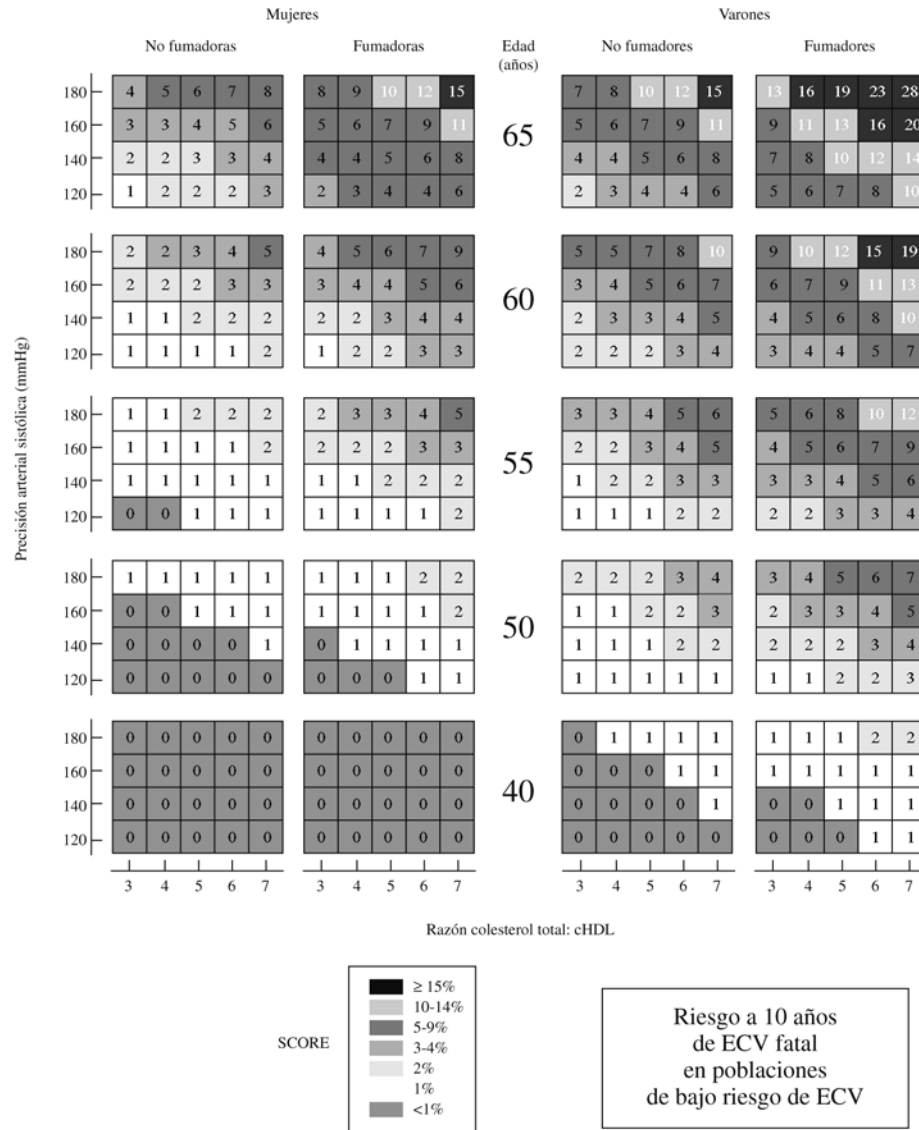 Mujeres Varones
No fumadoras Fumadoras Edad (años) No fumadores Fumadores
Precisión arterial sistólica (mmHg)
180 4 5 6 7 8 8 9 10 12 15 7 8 10 12 15 13 16 19 23 28
160 3 3 4 5 6 5 6 7 9 11 65 5 6 7 9 11 9 11 13 16 20
140 2 2 3 3 4 4 4 5 6 8 4 4 5 6 8 7 8 10 12 14
120 1 2 2 2 3 2 3 4 4 6 2 3 4 4 6 5 6 7 8 10
180 2 2 3 4 5 4 5 6 7 9 5 5 7 8 10 9 10 12 15 19
160 2 2 2 3 3 3 4 4 5 6 60 3 4 5 6 7 6 7 9 11 13
140 1 1 2 2 2 2 2 3 4 4 2 3 3 4 5 4 5 6 8 10
120 1 1 1 1 2 1 2 2 3 3 2 2 2 3 4 3 4 4 5 7
180 1 1 2 2 2 2 3 3 4 5 3 3 4 5 6 5 6 8 10 12
160 1 1 1 1 2 2 2 2 3 3 55 2 2 3 4 5 4 5 6 7 9
140 1 1 1 1 1 1 1 2 2 2 1 2 2 3 3 3 3 4 5 6
120 0 0 1 1 1 1 1 1 1 2 1 1 1 2 2 2 2 3 3 4
180 1 1 1 1 1 1 1 1 2 2 2 2 2 3 4 3 4 5 6 7
160 0 0 1 1 1 1 1 1 1 2 50 1 1 2 2 3 2 3 3 4 5
140 0 0 0 0 1 0 1 1 1 1 1 1 1 2 2 2 2 2 3 4
120 0 0 0 0 0 0 0 0 1 1 1 1 1 1 1 1 1 2 2 3
180 0 0 0 0 0 0 0 0 0 0 0 1 1 1 1 1 1 1 2 2
160 0 0 0 0 0 0 0 0 0 0 40 0 0 0 1 1 1 1 1 1 1
140 0 0 0 0 0 0 0 0 0 0 0 0 0 0 1 0 0 1 1 1
120 0 0 0 0 0 0 0 0 0 0 0 0 0 0 0 0 0 0 1 1
3 4 5 6 7 3 4 5 6 7 3 4 5 6 7 3 4 5 6 7
Razón colesterol total: cHDL
SCORE
≥ 15%
10-14%
5-9%
3-4%
2%
1%
<1%
Riesgo a 10 años
de ECV fatal
en poblaciones
de bajo riesgo de ECV